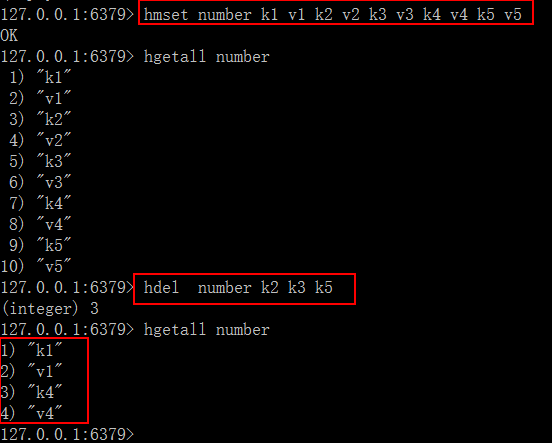 127.0.0.1:6379> hmset number k1 v1 k2 v2 k3 v3 k4 v4 k5 v5
OK
127.0.0.1:6379> hgetall number
1) "k1"
2) "v1"
3) "k2"
4) "v2"
5) "k3"
6) "v3"
7) "k4"
8) "v4"
9) "k5"
10) "v5"
127.0.0.1:6379> hdel  number k2 k3 k5
(integer) 3
127.0.0.1:6379> hgetall number
1) "k1"
2) "v1"
3) "k4"
4) "v4"
127.0.0.1:6379>